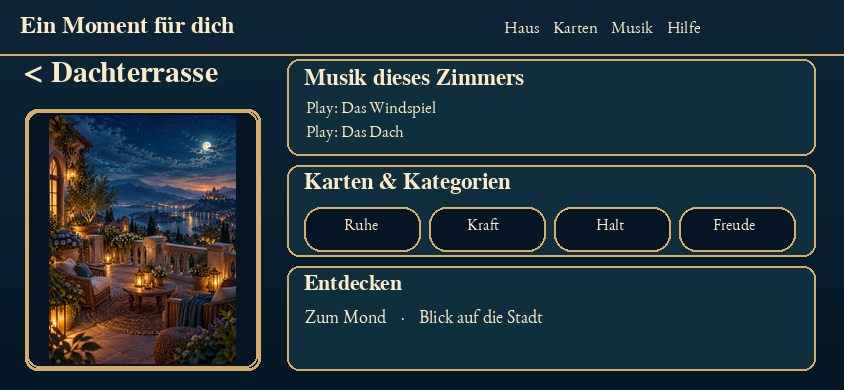 Ein Moment für dich
Haus Karten Musik Hilfe
< Dachterrasse
Musik dieses Zimmers
Play: Das Windspiel
Play: Das Dach
Karten & Kategorien
Ruhe Kraft Halt Freude
Entdecken
Zum Mond · Blick auf die Stadt